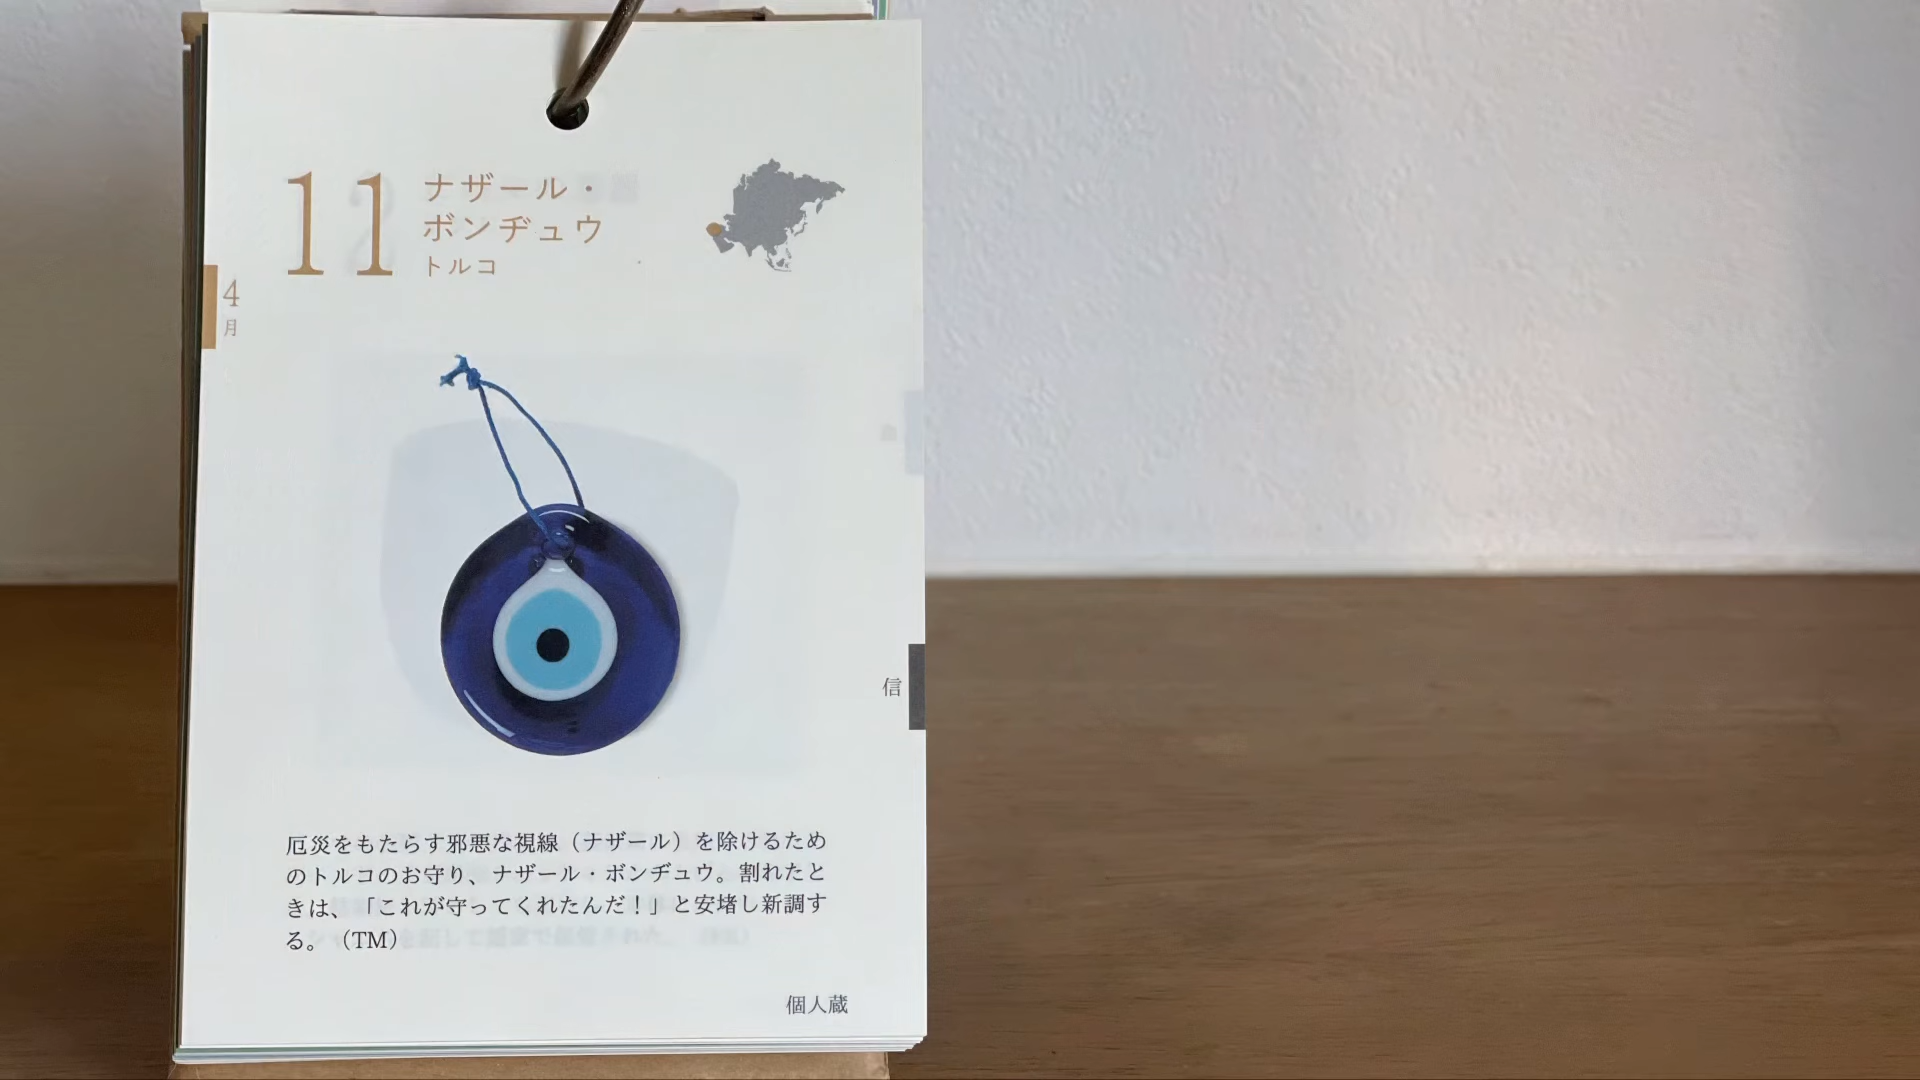 11
ナザール・
ボンヂュウ
トルコ
4
月
信
厄災をもたらす邪悪な視線（ナザール）を除けるため
のトルコのお守り、ナザール・ボンヂュウ。割れたと
きは、「これが守ってくれたんだ！」と安堵し新調す
る。（TM）
個人蔵